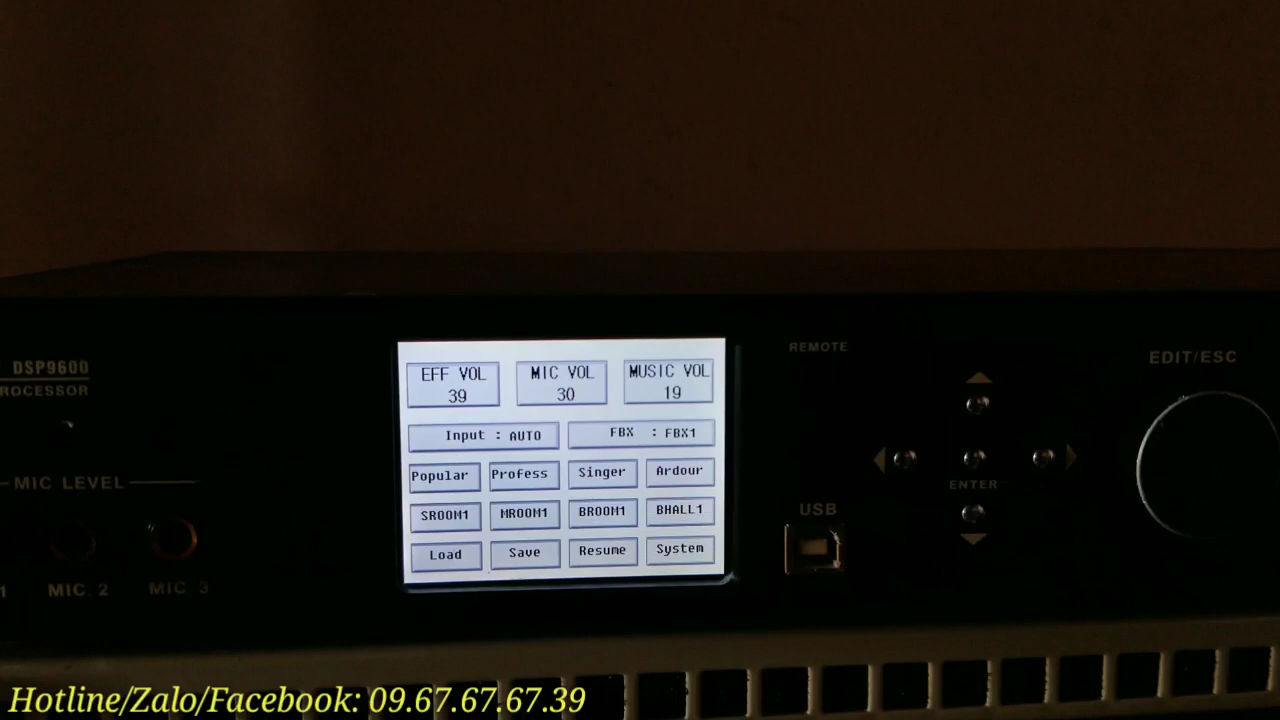 DSP9600
ROCESSOR
MIC LEVEL
1 MIC. 2 MIC. 3
EFF VOL MIC VOL MUSIC VOL
39 30 19
Input : AUTO FBX : FBX1
Popular Profess Singer Ardour
SROOM1 MROOM1 BROOM1 BHALL1
Load Save Resume System
REMOTE
USB
ENTER
EDIT/ESC
Hotline/Zalo/Facebook: 09.67.67.67.39